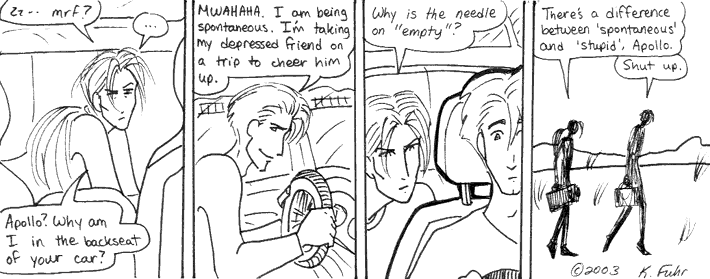 zz-- mrf?
...
Apollo? Why am
I in the backseat
of your car?
MWAHAHA. I am being
spontaneous. I'm taking
my depressed friend on
a trip to cheer him
up.
Why is the needle
on "empty"?
There's a difference
between 'spontaneous'
and 'stupid', Apollo.
Shut up.
©2003 K. Fuhr